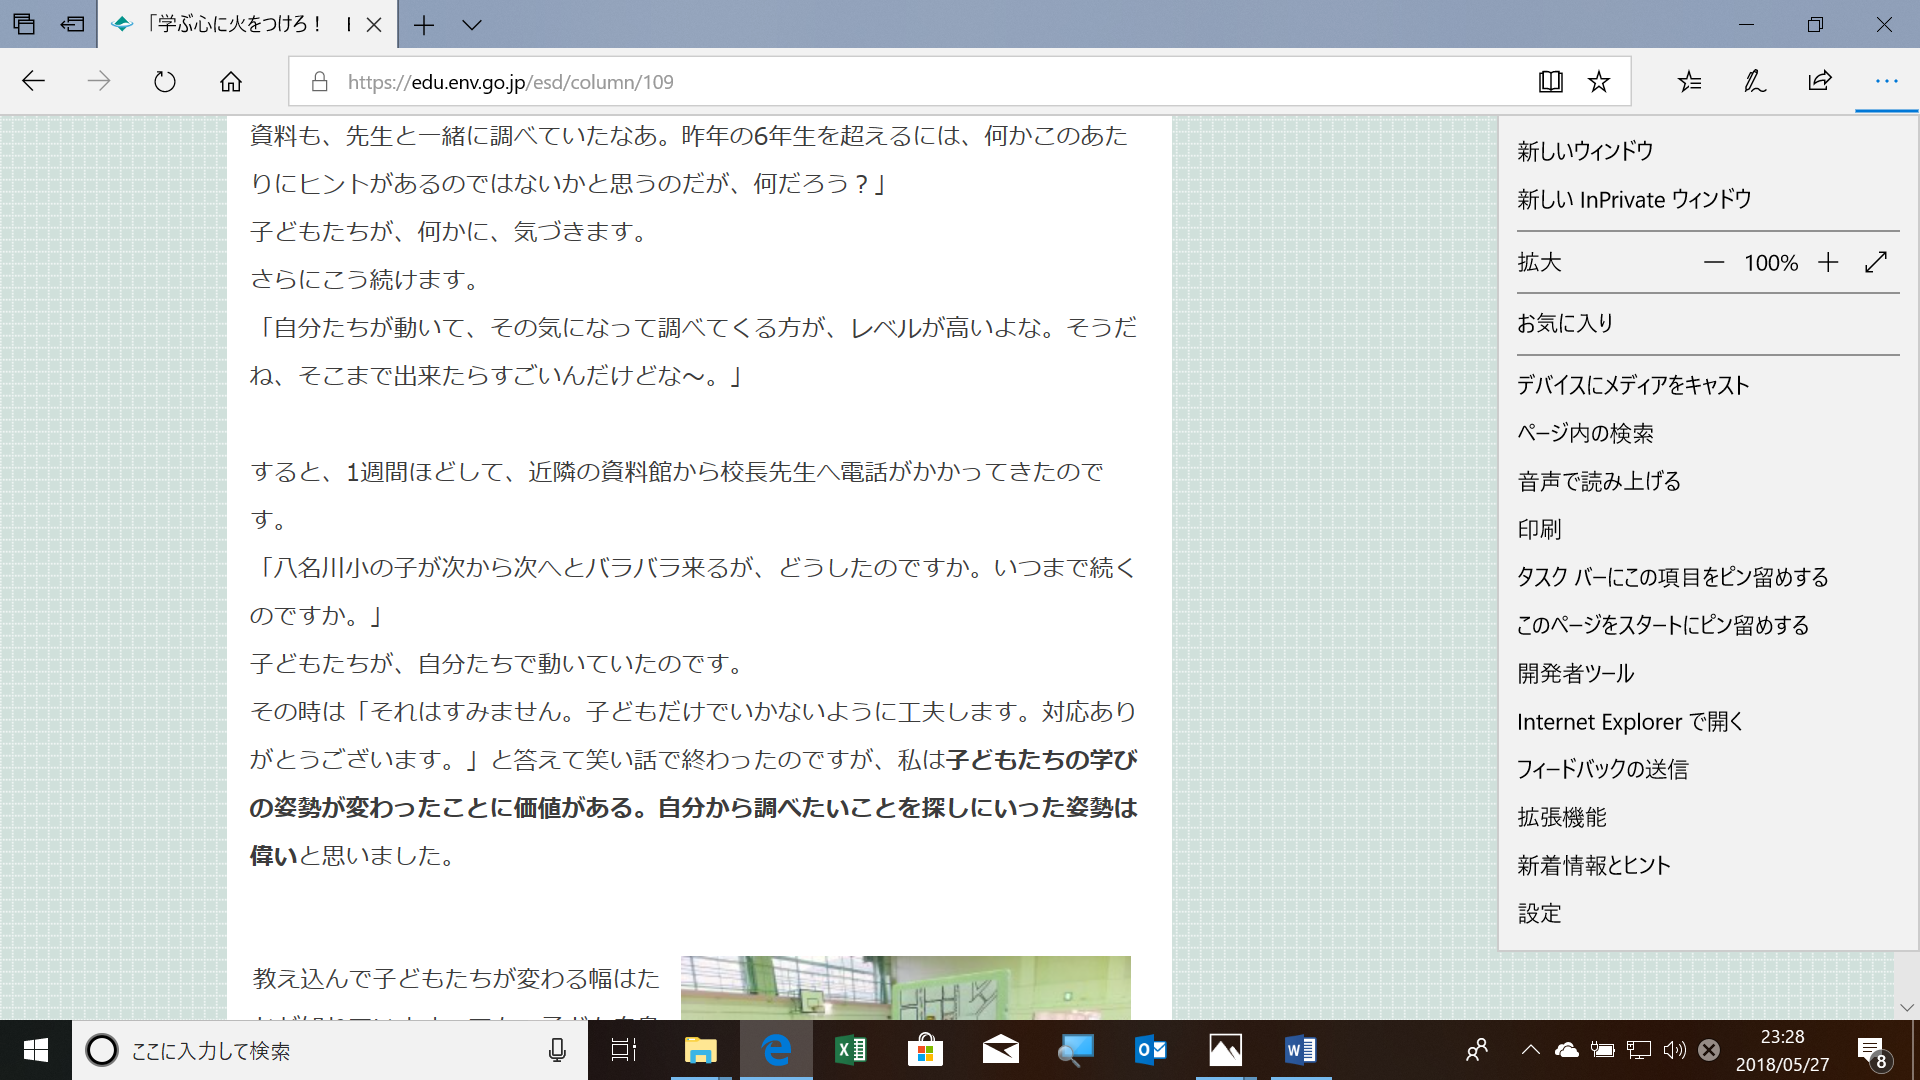 「学ぶ心に火をつけろ！
https://edu.env.go.jp/esd/column/109
資料も、先生と一緒に調べていたなあ。昨年の6年生を超えるには、何かこのあた
りにヒントがあるのではないかと思うのだが、何だろう？」
子どもたちが、何かに、気づきます。
さらにこう続けます。
「自分たちが動いて、その気になって調べてくる方が、レベルが高いよな。そうだ
ね、そこまで出来たらすごいんだけどな～。」
すると、1週間ほどして、近隣の資料館から校長先生へ電話がかかってきたので
す。
「八名川小の子が次から次へとバラバラ来るが、どうしたのですか。いつまで続く
のですか。」
子どもたちが、自分たちで動いていたのです。
その時は「それはすみません。子どもだけでいかないように工夫します。対応あり
がとうございます。」と答えて笑い話で終わったのですが、私は子どもたちの学び
の姿勢が変わったことに価値がある。自分から調べたいことを探しにいった姿勢は
偉いと思いました。
教え込んで子どもたちが変わる幅はた
新しいウィンドウ
新しい InPrivate ウィンドウ
拡大 100%
お気に入り
デバイスにメディアをキャスト
ページ内の検索
音声で読み上げる
印刷
タスク バーにこの項目をピン留めする
このページをスタートにピン留めする
開発者ツール
Internet Explorer で開く
フィードバックの送信
拡張機能
新着情報とヒント
設定
ここに入力して検索
23:28
2018/05/27
8